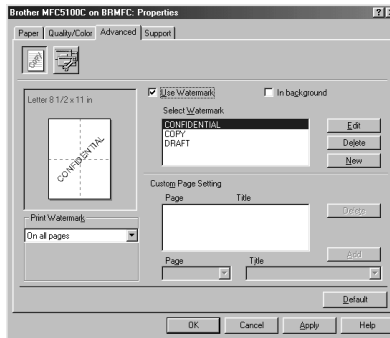 Brother MFC5100C on BRMFC: Properties
Paper Quality/Color Advanced Support
COPY
Letter 8 1/2 x 11 in
CONFIDENTIAL
Print Watermark
On all pages
Use Watermark
In background
Select Watermark
CONFIDENTIAL
COPY
DRAFT
Edit
Delete
New
Custom Page Setting
Page Title
Delete
Add
Page Title
Default
OK Cancel Apply Help